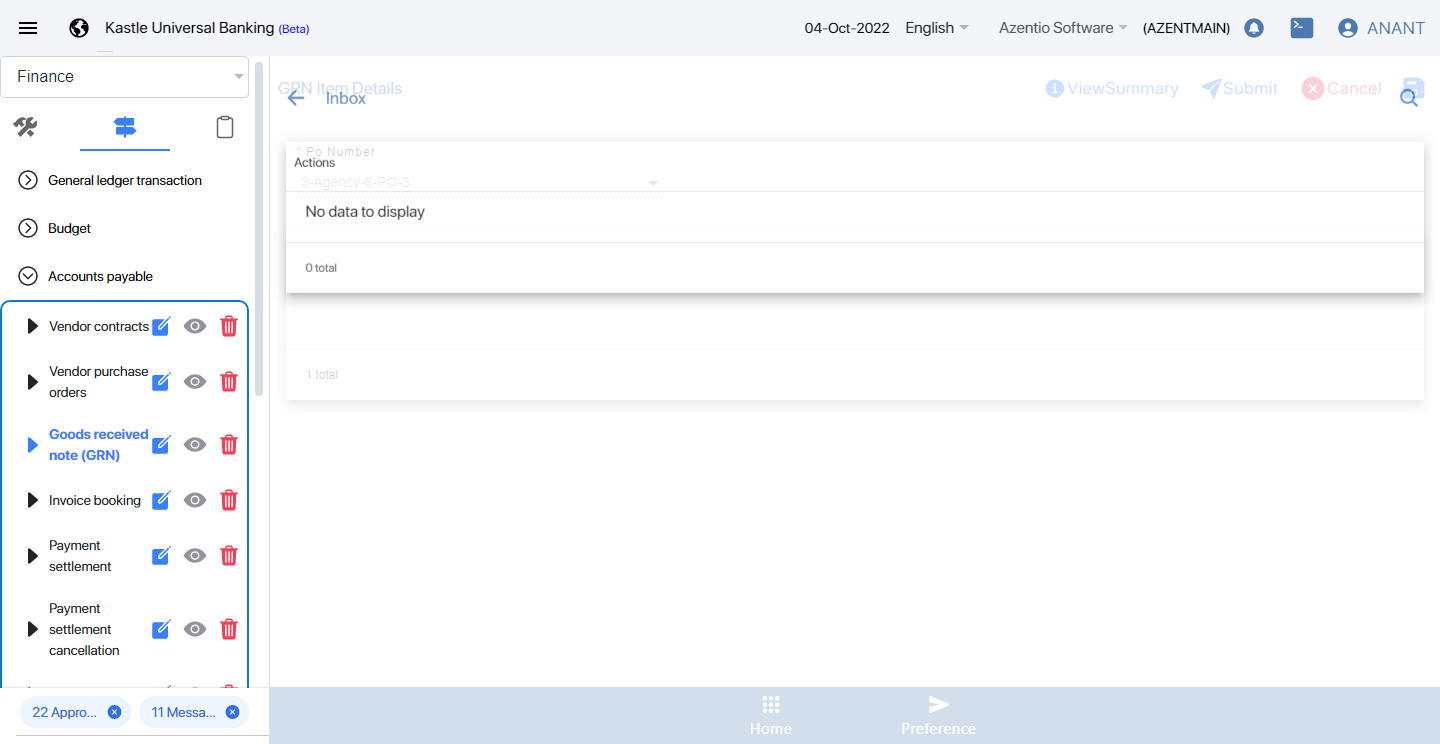 Kastle Universal Banking (Beta)
04-Oct-2022
English
Azentio Software
(AZENTMAIN)
ANANT
Finance
General ledger transaction
Budget
Accounts payable
Vendor contracts
Vendor purchase
orders
Goods received
note (GRN)
Invoice booking
Payment
settlement
Payment
settlement
cancellation
22 Appro...
11 Messa...
GRN Item Details
Inbox
ViewSummary
Submit
Cancel
* Po Number
Actions
3-Agency-8-PO-3
No data to display
0 total
1 total
Home
Preference